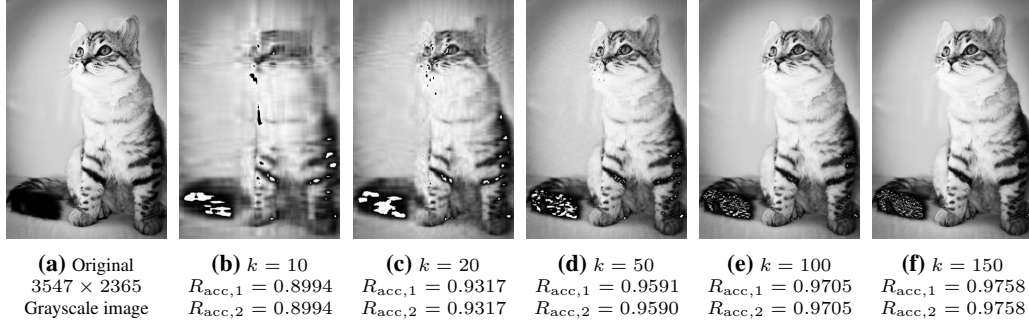 (a) Original
3547 × 2365
Grayscale image
(b) k = 10
R_acc,1 = 0.8994
R_acc,2 = 0.8994
(c) k = 20
R_acc,1 = 0.9317
R_acc,2 = 0.9317
(d) k = 50
R_acc,1 = 0.9591
R_acc,2 = 0.9590
(e) k = 100
R_acc,1 = 0.9705
R_acc,2 = 0.9705
(f) k = 150
R_acc,1 = 0.9758
R_acc,2 = 0.9758